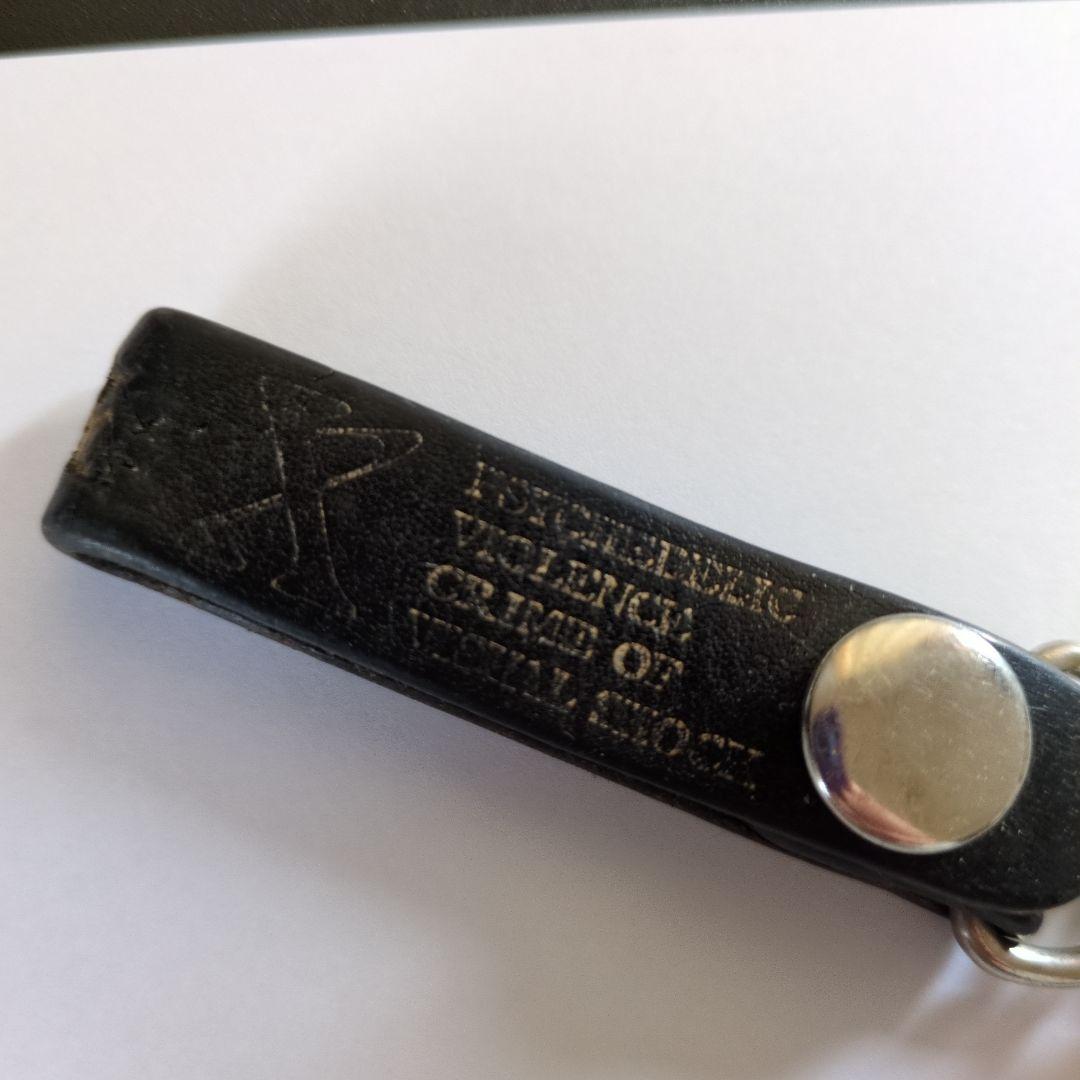 X
PSYCHEDELIC
VIOLENCE
CRIME OF
VISUAL SHOCK